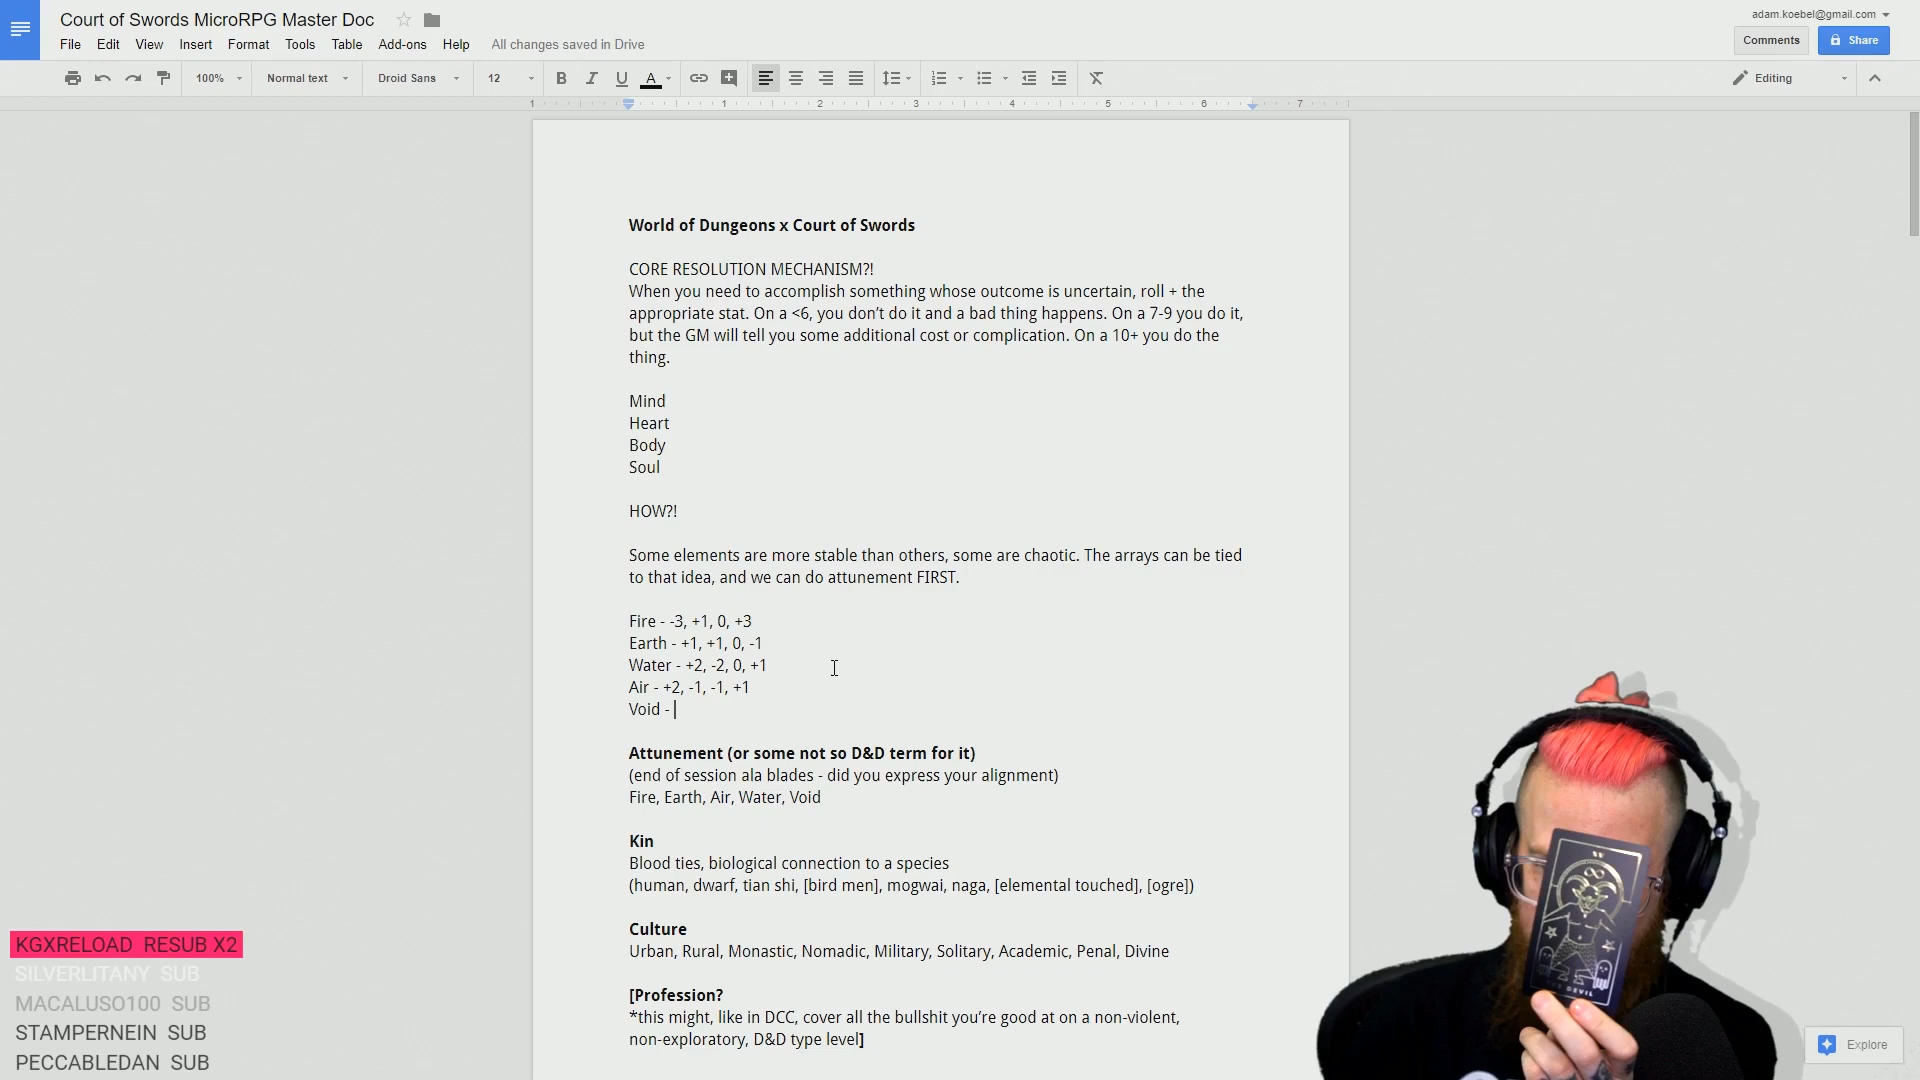 Court of Swords MicroRPG Master Doc
adam.koebel@gmail.com
File Edit View Insert Format Tools Table Add-ons Help All changes saved in Drive
Comments
Share
100% Normal text Droid Sans 12 B I U A Editing
1 1 2 3 4 5 6 7
World of Dungeons x Court of Swords
CORE RESOLUTION MECHANISM?!
When you need to accomplish something whose outcome is uncertain, roll + the
appropriate stat. On a <6, you don’t do it and a bad thing happens. On a 7-9 you do it,
but the GM will tell you some additional cost or complication. On a 10+ you do the
thing.
Mind
Heart
Body
Soul
HOW?!
Some elements are more stable than others, some are chaotic. The arrays can be tied
to that idea, and we can do attunement FIRST.
Fire - -3, +1, 0, +3
Earth - +1, +1, 0, -1
Water - +2, -2, 0, +1
Air - +2, -1, -1, +1
Void -
Attunement (or some not so D&D term for it)
(end of session ala blades - did you express your alignment)
Fire, Earth, Air, Water, Void
Kin
Blood ties, biological connection to a species
(human, dwarf, tian shi, [bird men], mogwai, naga, [elemental touched], [ogre])
Culture
Urban, Rural, Monastic, Nomadic, Military, Solitary, Academic, Penal, Divine
[Profession?
*this might, like in DCC, cover all the bullshit you’re good at on a non-violent,
non-exploratory, D&D type level]
KGXRELOAD RESUB X2
SILVERLITANY SUB
MACALUSO100 SUB
STAMPERNEIN SUB
PECCABLEDAN SUB
DEVIL
Explore